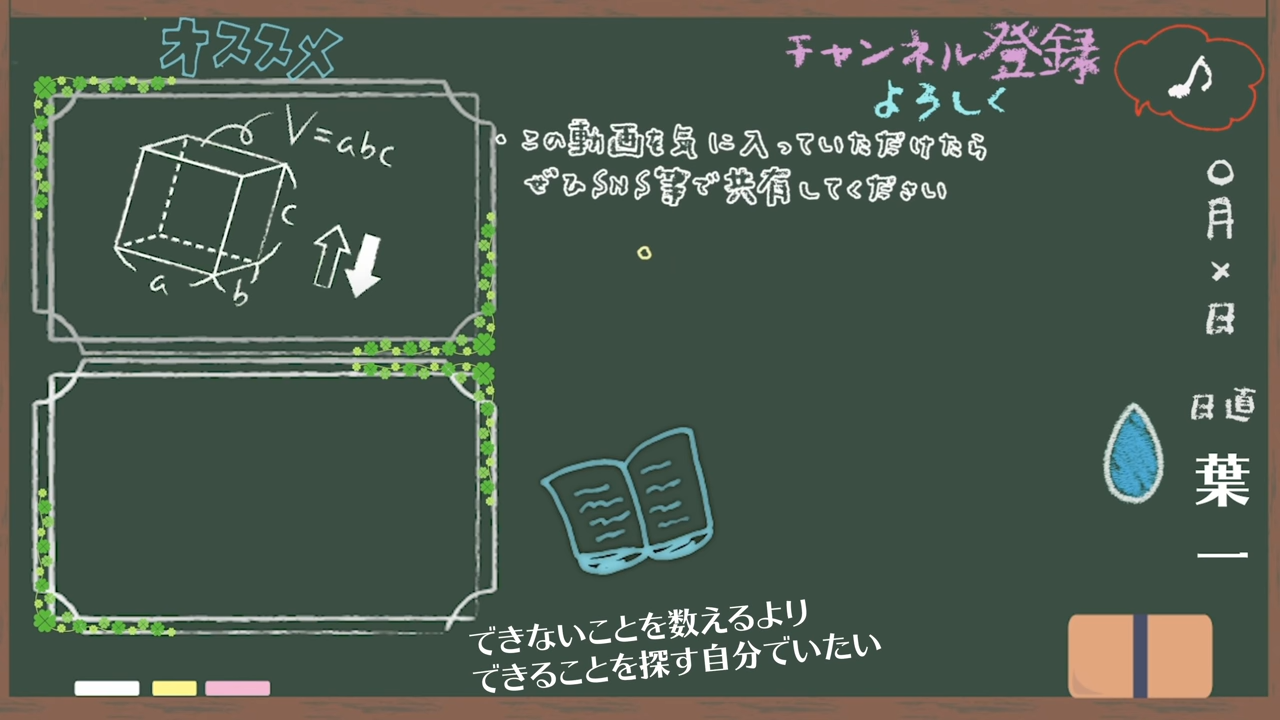 オススメ
V=abc
c
a
b
チャンネル登録
よろしく
・この動画を気に入っていただけたら
ぜひSNS等で共有してください
〇月×日
日直
葉一
できないことを数えるより
できることを探す自分でいたい